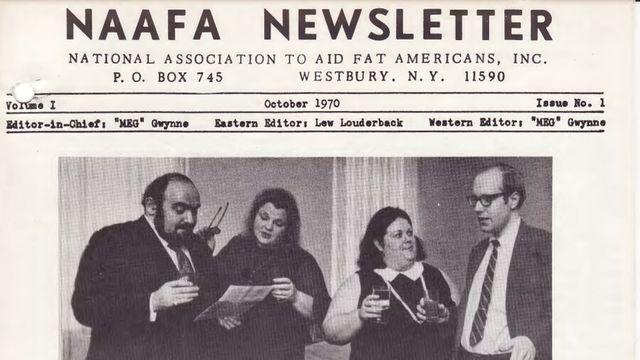 NAAFA NEWSLETTER
NATIONAL ASSOCIATION TO AID FAT AMERICANS, INC.
P. O. BOX 745 WESTBURY, N. Y. 11590
Volume I October 1970 Issue No. 1
Editor-in-Chief: "MEG" Gwynne Eastern Editor: Lew Louderback Western Editor: "MEG" Gwynne